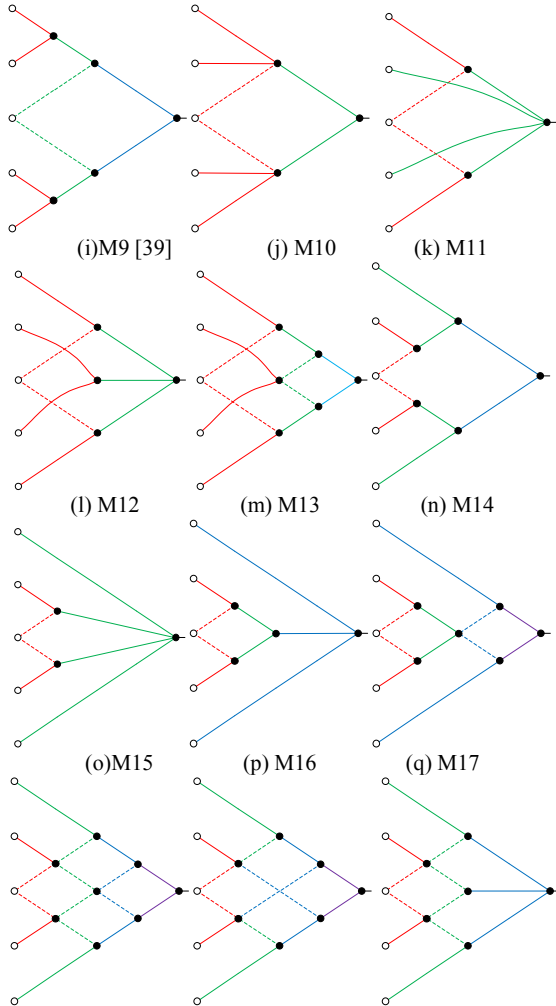 (i)M9 [39] (j) M10 (k) M11
(l) M12 (m) M13 (n) M14
(o)M15 (p) M16 (q) M17